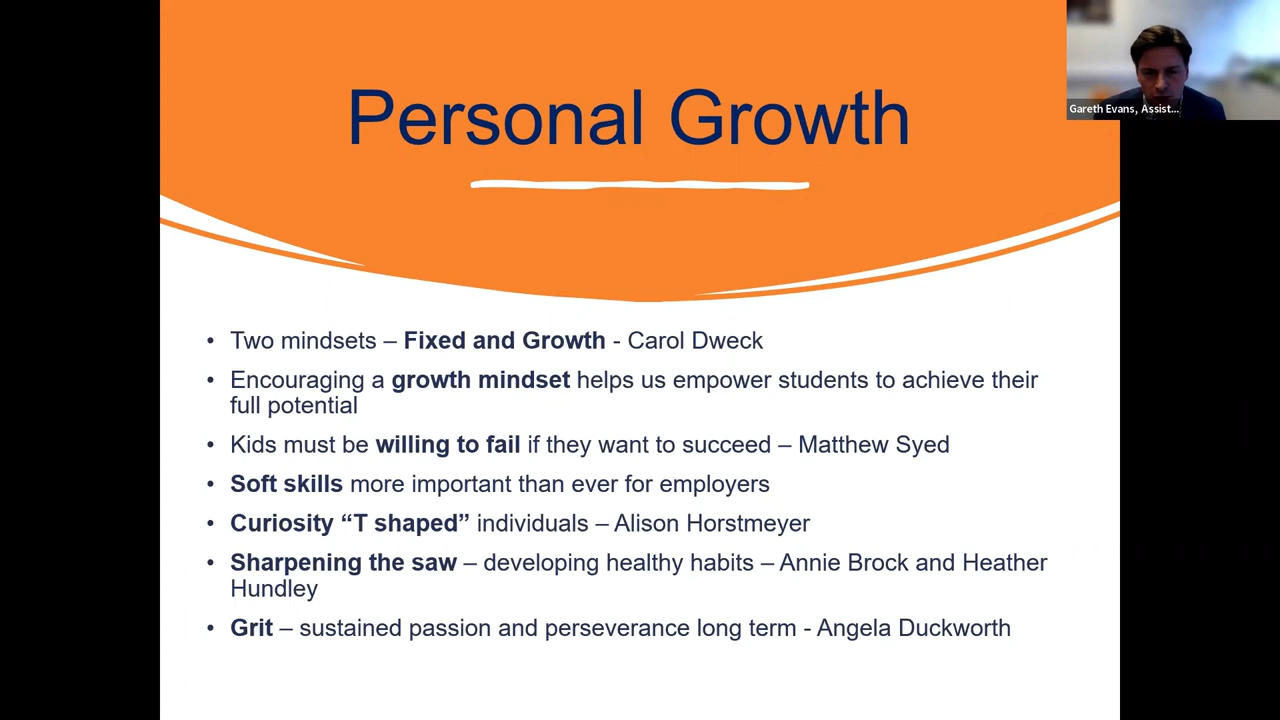 Personal Growth
Gareth Evans, Assist...
• Two mindsets – Fixed and Growth - Carol Dweck
• Encouraging a growth mindset helps us empower students to achieve their
full potential
• Kids must be willing to fail if they want to succeed – Matthew Syed
• Soft skills more important than ever for employers
• Curiosity “T shaped” individuals – Alison Horstmeyer
• Sharpening the saw – developing healthy habits – Annie Brock and Heather
Hundley
• Grit – sustained passion and perseverance long term - Angela Duckworth